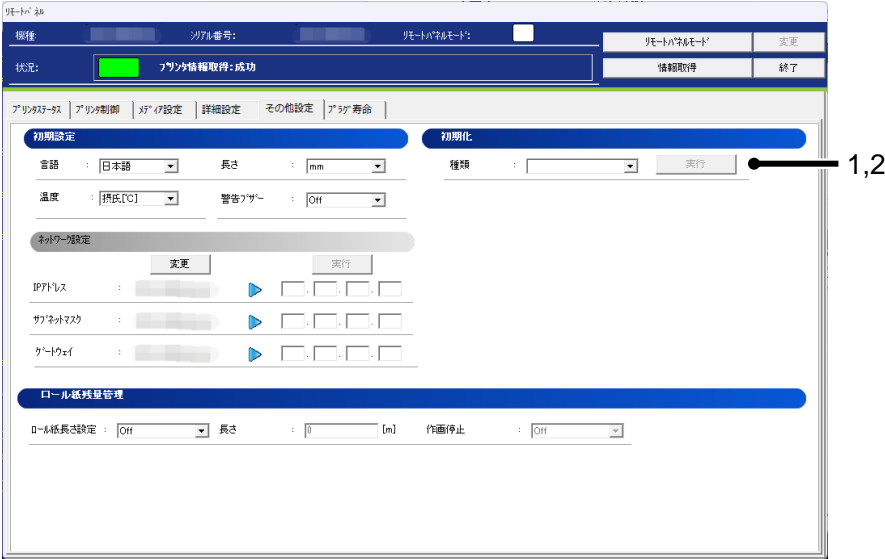 ﾘﾓｰﾄﾊﾟﾈﾙ
機種: ｼﾘｱﾙ番号: ﾘﾓｰﾄﾊﾟﾈﾙﾓｰﾄﾞ:
ﾘﾓｰﾄﾊﾟﾈﾙﾓｰﾄﾞ 変更
状況: ﾌﾟﾘﾝﾀ情報取得:成功 情報取得 終了
ﾌﾟﾘﾝﾀｽﾃｰﾀｽ ﾌﾟﾘﾝﾀ制御 ﾒﾃﾞｨｱ設定 詳細設定 その他設定 ﾌﾟﾗｸﾞ寿命
初期設定 初期化
言語 : 日本語 長さ : mm 種類 : 実行 1,2
温度 : 摂氏[℃] 警告ﾌﾞｻﾞｰ : Off
ﾈｯﾄﾜｰｸ設定
変更 実行
IPｱﾄﾞﾚｽ : . . .
ｻﾌﾞﾈｯﾄﾏｽｸ : . . .
ｹﾞｰﾄｳｪｲ : . . .
ロール紙残量管理
ﾛｰﾙ紙長さ設定 : Off 長さ : 0 [m] 作画停止 : Off